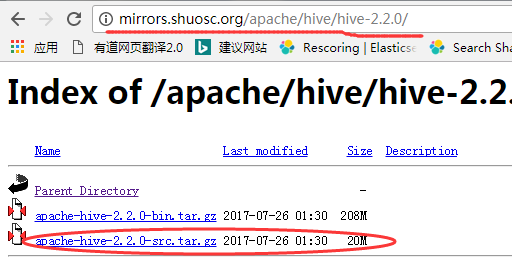 mirrors.shuosc.org/apache/hive/hive-2.2.0/
应用 有道网页翻译2.0 建议网站 Rescoring | Elastics Search Sha
Index of /apache/hive/hive-2.2.
Name Last modified Size Description
Parent Directory -
apache-hive-2.2.0-bin.tar.gz 2017-07-26 01:30 208M
apache-hive-2.2.0-src.tar.gz 2017-07-26 01:30 20M